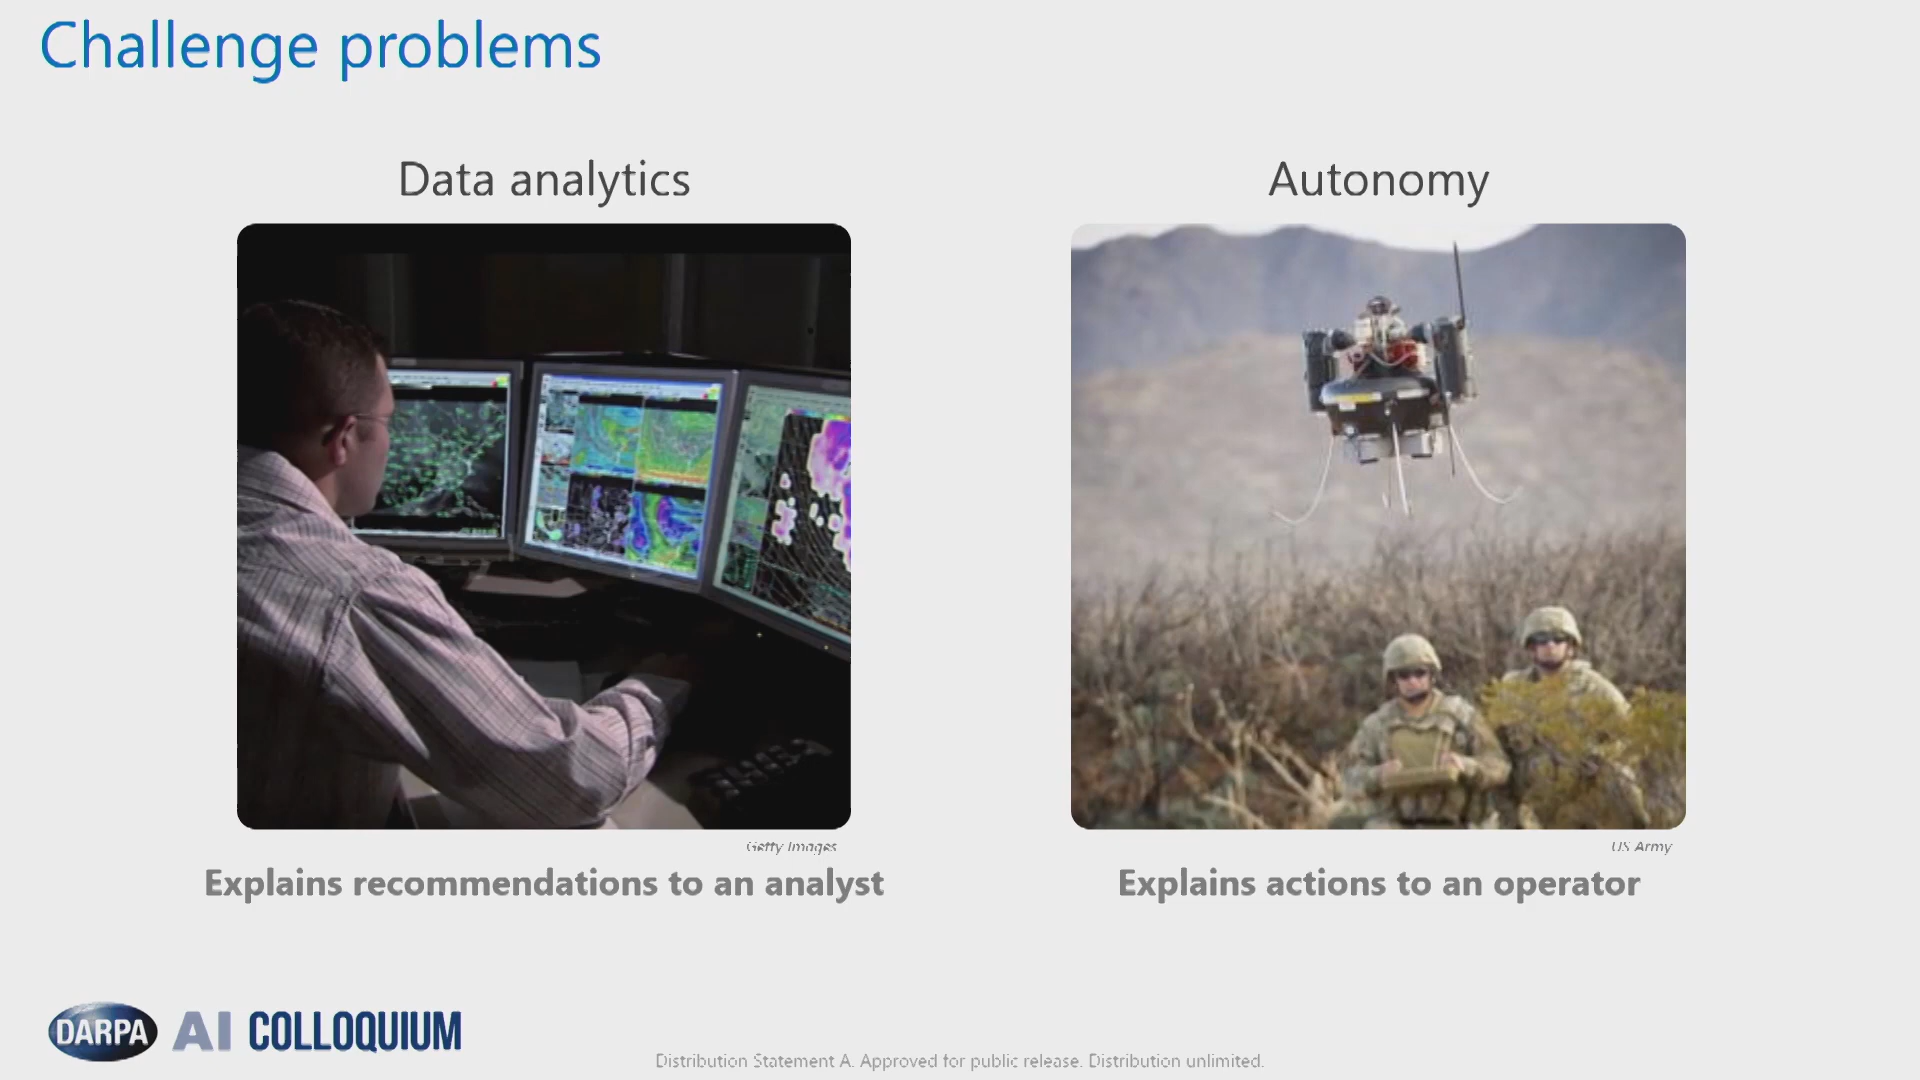 Challenge problems
Data analytics
Autonomy
Getty Images
US Army
Explains recommendations to an analyst
Explains actions to an operator
DARPA AI COLLOQUIUM
Distribution Statement A. Approved for public release. Distribution unlimited.